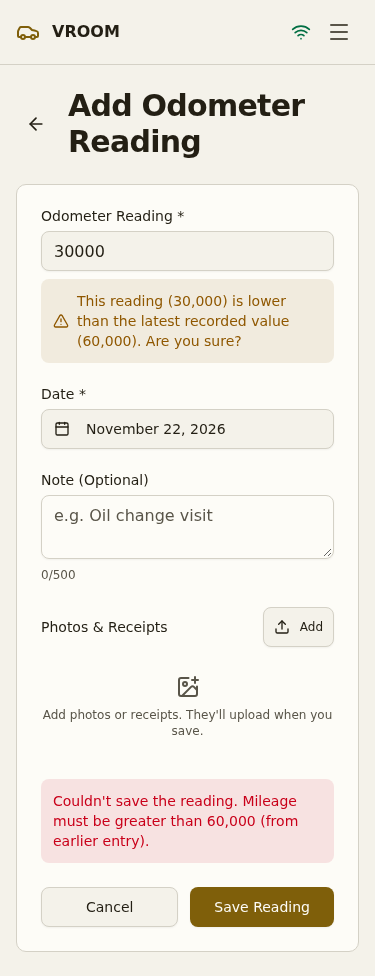 VROOM
Add Odometer
Reading
Odometer Reading *
30000
This reading (30,000) is lower
than the latest recorded value
(60,000). Are you sure?
Date *
November 22, 2026
Note (Optional)
e.g. Oil change visit
0/500
Photos & Receipts
Add
Add photos or receipts. They'll upload when you
save.
Couldn't save the reading. Mileage
must be greater than 60,000 (from
earlier entry).
Cancel
Save Reading